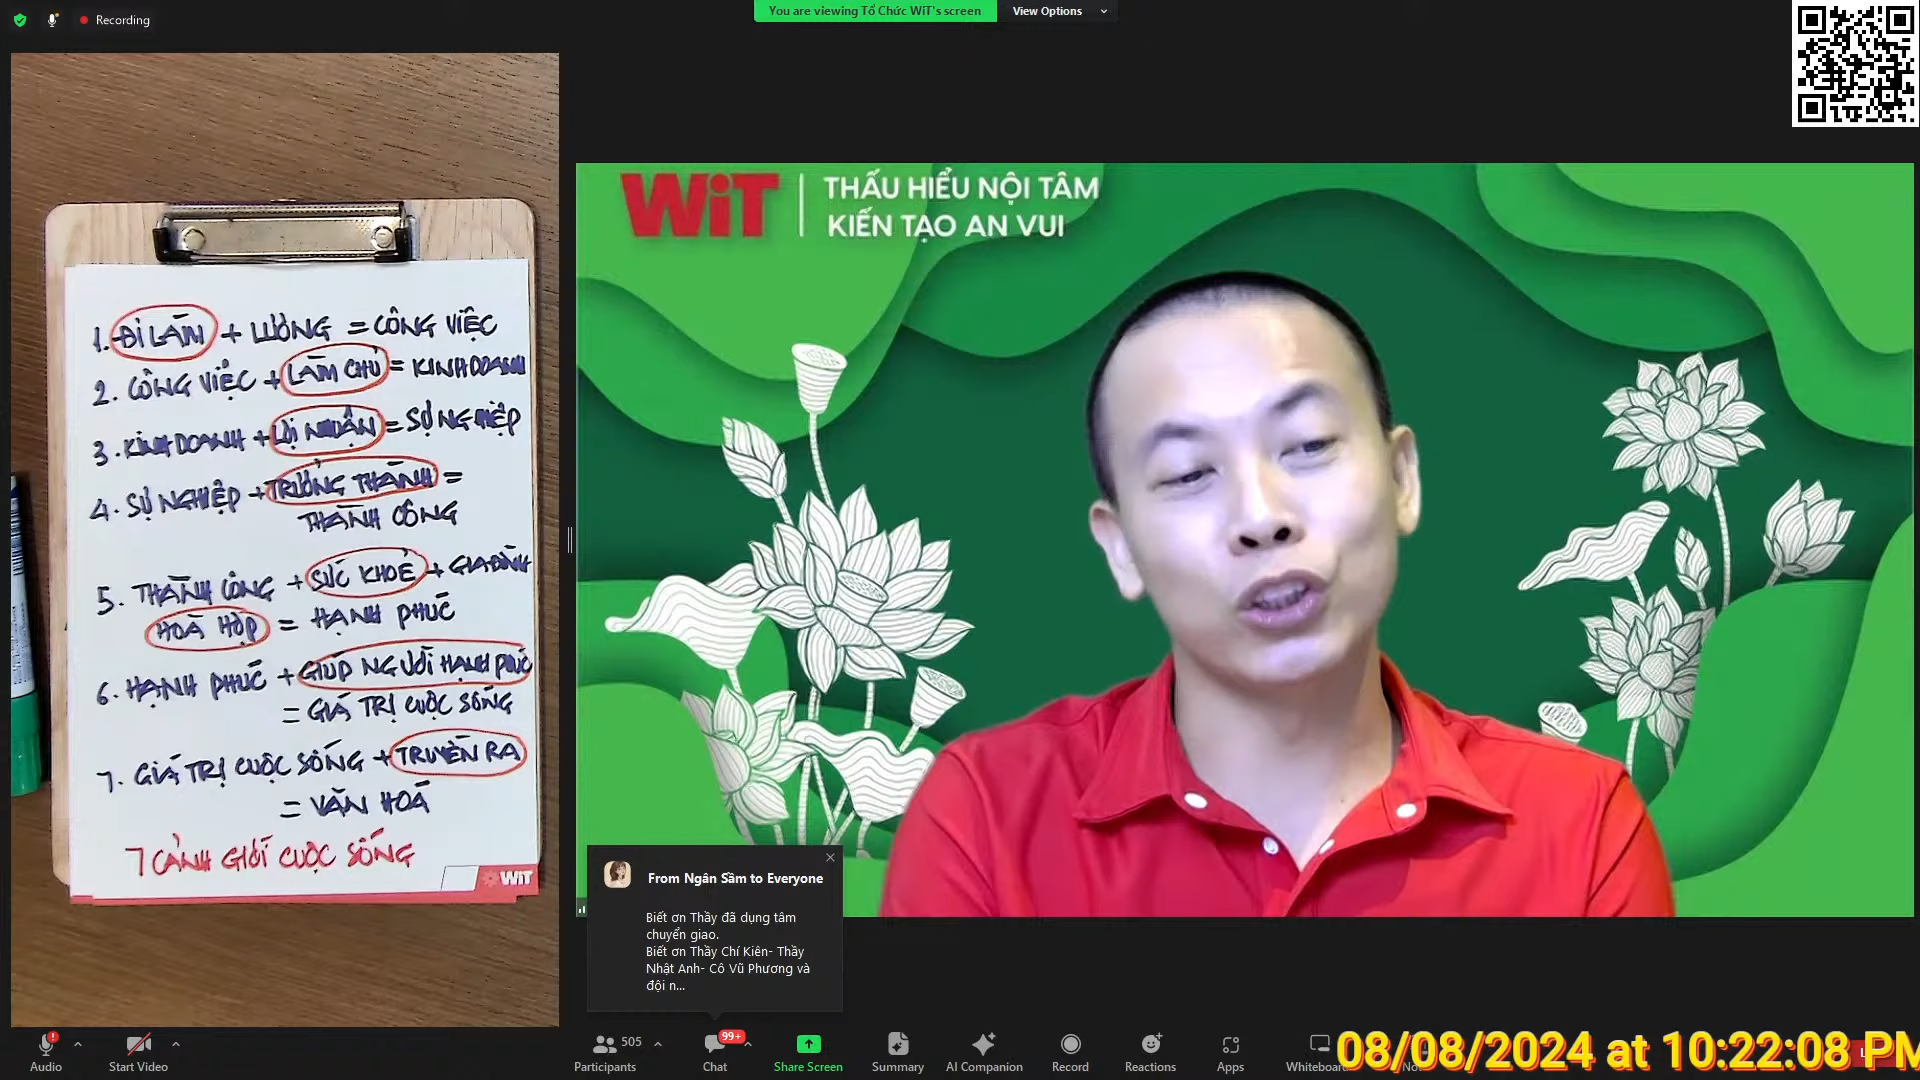 Recording
You are viewing Tổ Chức WiT's screen
View Options
1. ĐI LÀM + LƯƠNG = CÔNG VIỆC
2. CÔNG VIỆC + LÀM CHỦ = KINH DOANH
3. KINH DOANH + LỢI NHUẬN = SỰ NGHIỆP
4. SỰ NGHIỆP + TRƯỞNG THÀNH =
THÀNH CÔNG
5. THÀNH CÔNG + SỨC KHOẺ + GIA ĐÌNH
HOÀ HỢP = HẠNH PHÚC
6. HẠNH PHÚC + GIÚP NGƯỜI HẠNH PHÚC
= GIÁ TRỊ CUỘC SỐNG
7. GIÁ TRỊ CUỘC SỐNG + TRUYỀN RA
= VĂN HOÁ
7 CẢNH GIỚI CUỘC SỐNG
WiT
WiT
THẤU HIỂU NỘI TÂM
KIẾN TẠO AN VUI
From Ngân Sầm to Everyone
Biết ơn Thầy đã dụng tâm
chuyển giao.
Biết ơn Thầy Chí Kiên- Thầy
Nhật Anh- Cô Vũ Phương và
đội n...
Audio
Start Video
505
Participants
99+
Chat
Share Screen
Summary
AI Companion
Record
Reactions
Apps
08/08/2024 at 10:22:08 PM